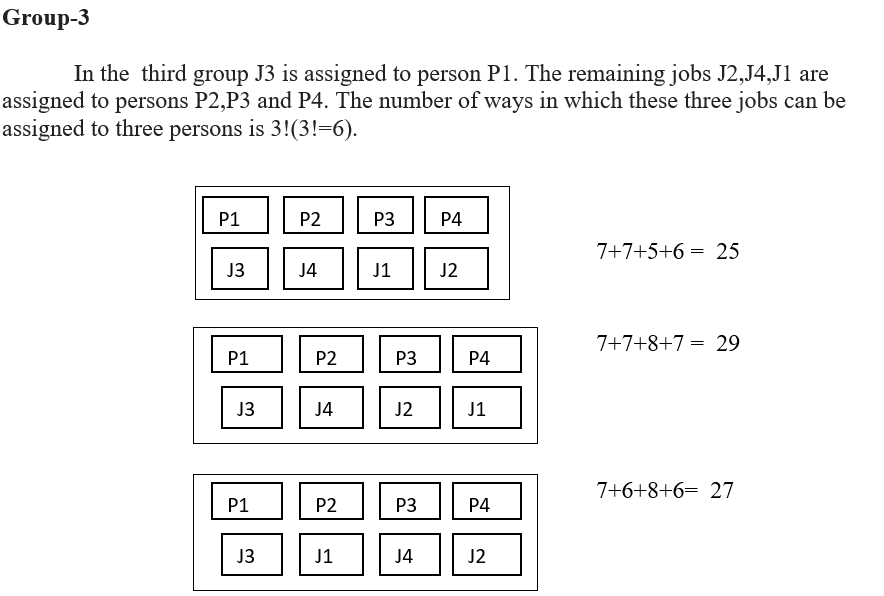 Group-3
In the third group J3 is assigned to person P1. The remaining jobs J2,J4,J1 are
assigned to persons P2,P3 and P4. The number of ways in which these three jobs can be
assigned to three persons is 3!(3!=6).
P1 P2 P3 P4
7+7+5+6 = 25
J3 J4 J1 J2
7+7+8+7 = 29
P1 P2 P3 P4
J3 J4 J2 J1
7+6+8+6= 27
P1 P2 P3 P4
J3 J1 J4 J2